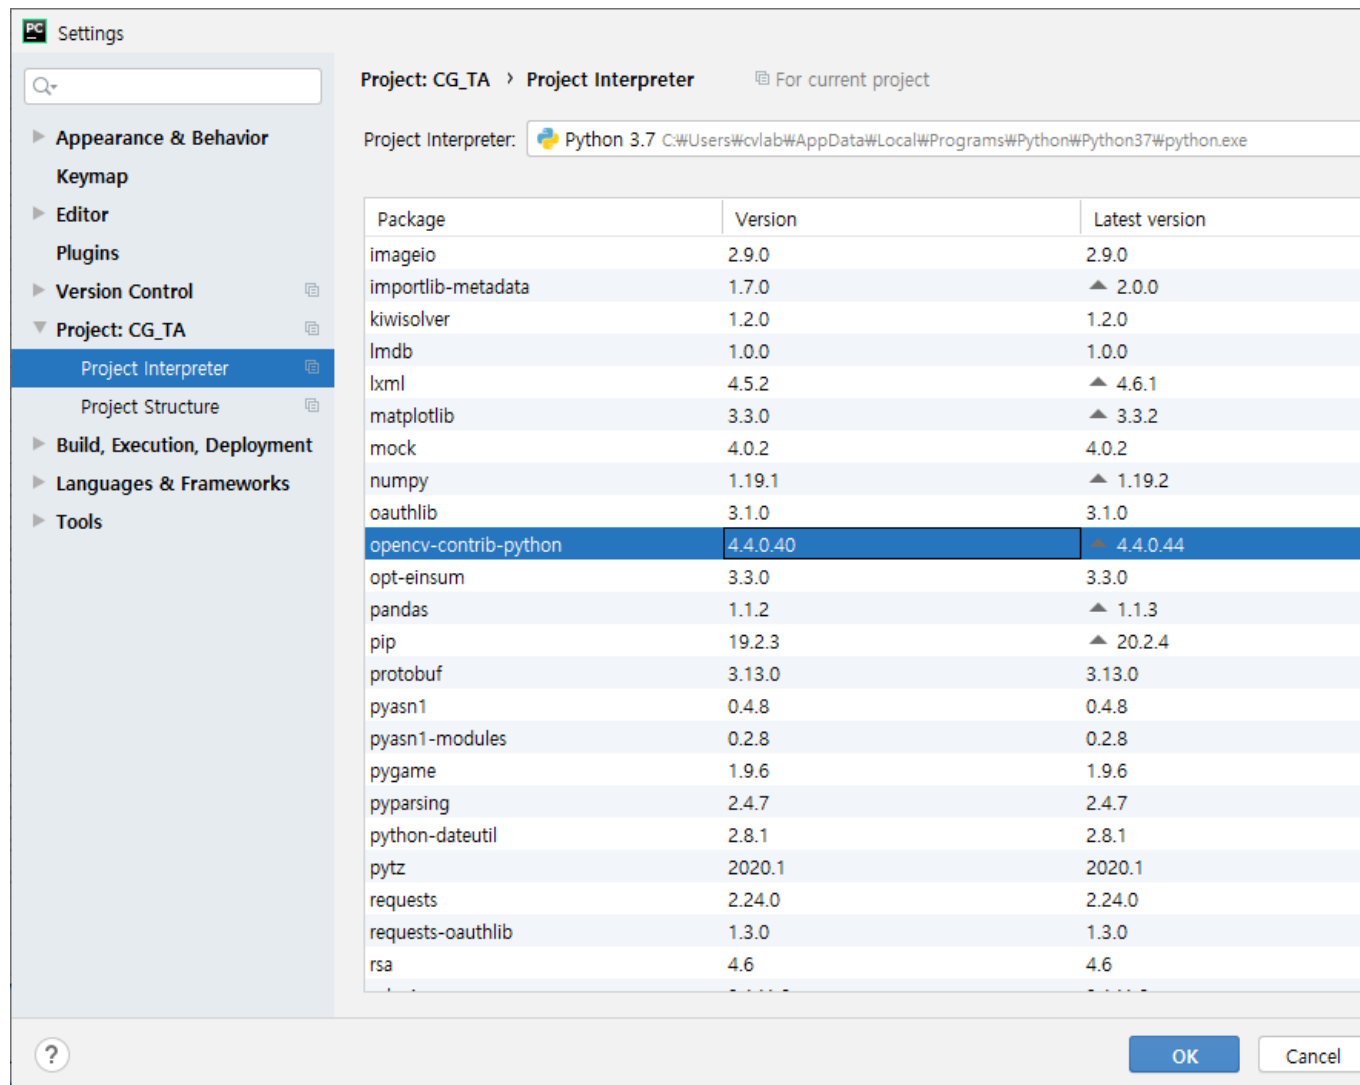 PC Settings
Project: CG_TA › Project Interpreter For current project
Project Interpreter: Python 3.7 C:₩Users₩cvlab₩AppData₩Local₩Programs₩Python₩Python37₩python.exe
Appearance & Behavior
Keymap
Editor
Plugins
Version Control
Project: CG_TA
Project Interpreter
Project Structure
Build, Execution, Deployment
Languages & Frameworks
Tools
Package Version Latest version
imageio 2.9.0 2.9.0
importlib-metadata 1.7.0 2.0.0
kiwisolver 1.2.0 1.2.0
lmdb 1.0.0 1.0.0
lxml 4.5.2 4.6.1
matplotlib 3.3.0 3.3.2
mock 4.0.2 4.0.2
numpy 1.19.1 1.19.2
oauthlib 3.1.0 3.1.0
opencv-contrib-python 4.4.0.40 4.4.0.44
opt-einsum 3.3.0 3.3.0
pandas 1.1.2 1.1.3
pip 19.2.3 20.2.4
protobuf 3.13.0 3.13.0
pyasn1 0.4.8 0.4.8
pyasn1-modules 0.2.8 0.2.8
pygame 1.9.6 1.9.6
pyparsing 2.4.7 2.4.7
python-dateutil 2.8.1 2.8.1
pytz 2020.1 2020.1
requests 2.24.0 2.24.0
requests-oauthlib 1.3.0 1.3.0
rsa 4.6 4.6
? OK Cancel